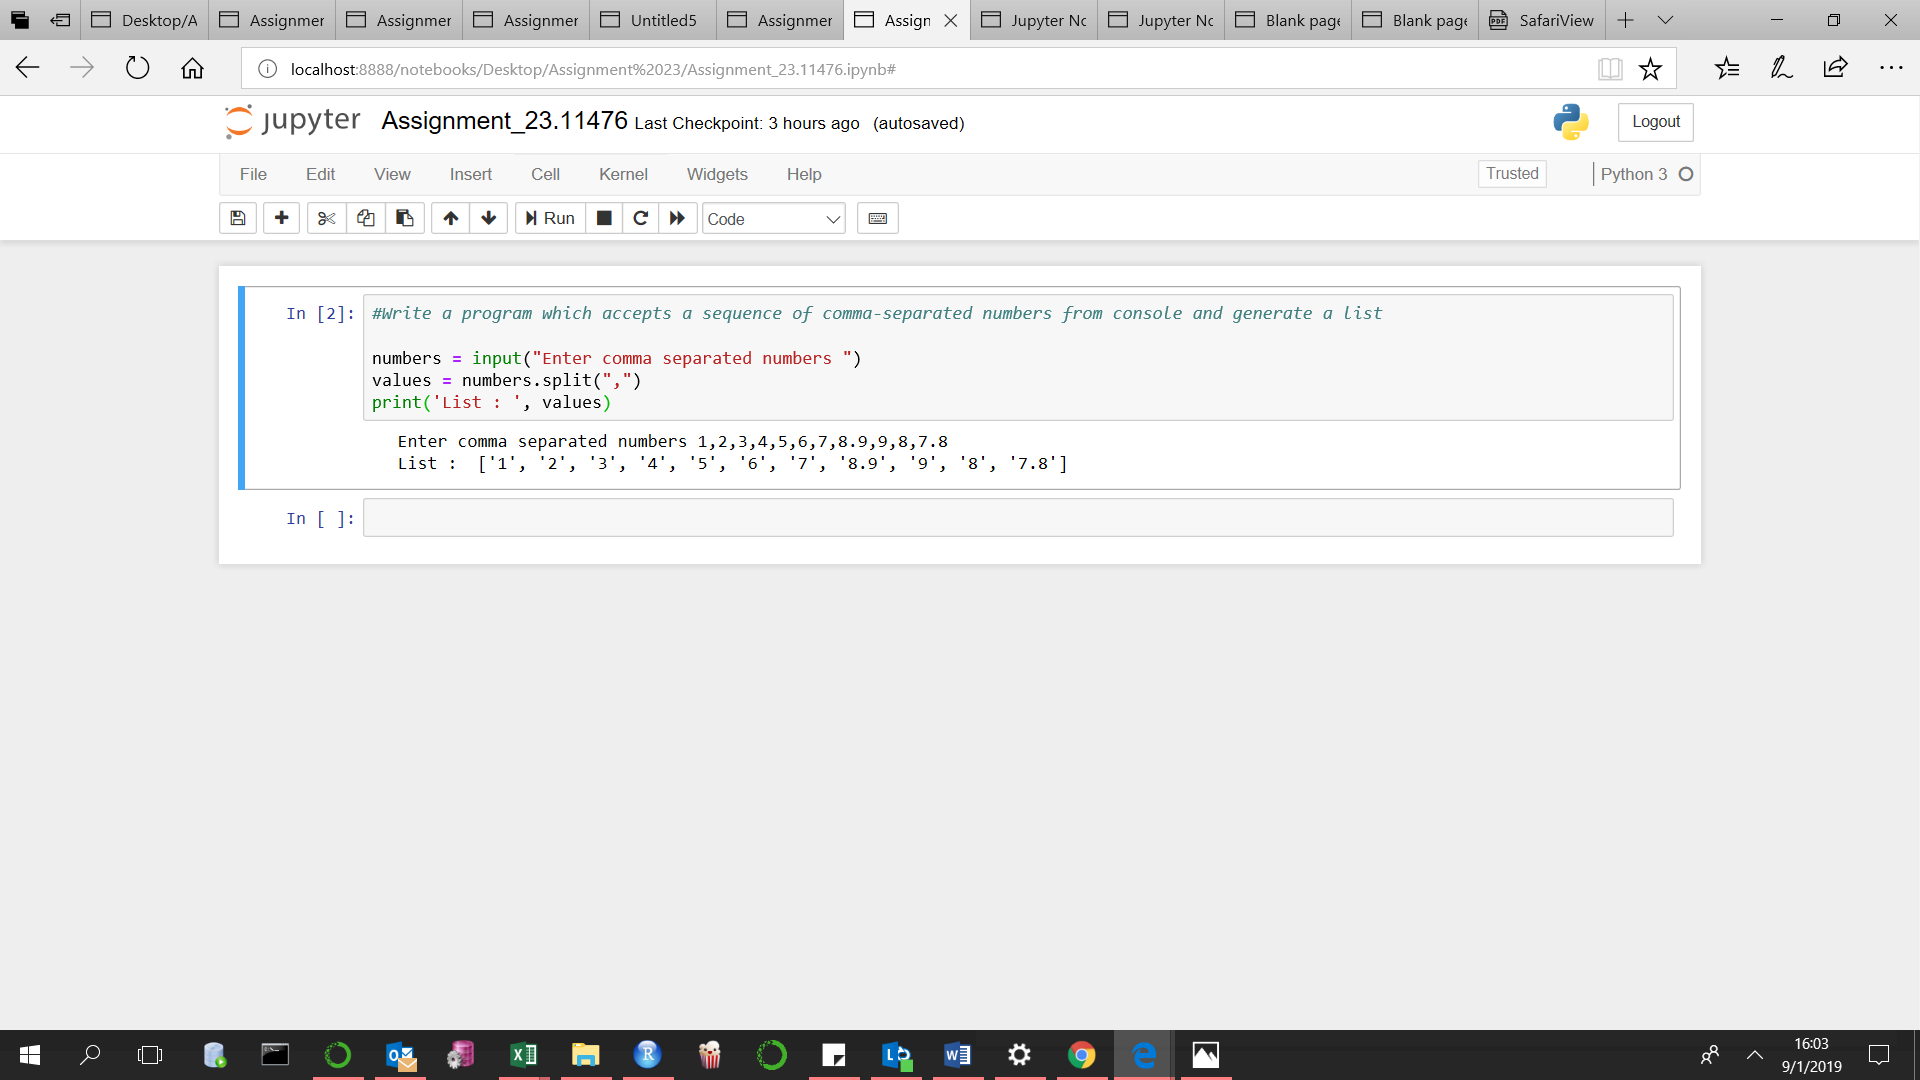 Desktop/A
Assignmer
Assignmer
Assignmer
Untitled5
Assignmer
Assign
Jupyter Nc
Jupyter Nc
Blank page
Blank page
PDF
SafariView
localhost:8888/notebooks/Desktop/Assignment%2023/Assignment_23.11476.ipynb#
jupyter Assignment_23.11476 Last Checkpoint: 3 hours ago (autosaved)
Logout
File Edit View Insert Cell Kernel Widgets Help
Trusted
Python 3
Run
Code
In [2]:
#Write a program which accepts a sequence of comma-separated numbers from console and generate a list
numbers = input("Enter comma separated numbers ")
values = numbers.split(",")
print('List : ', values)
Enter comma separated numbers 1,2,3,4,5,6,7,8.9,9,8,7.8
List :  ['1', '2', '3', '4', '5', '6', '7', '8.9', '9', '8', '7.8']
In [ ]:
16:03
9/1/2019